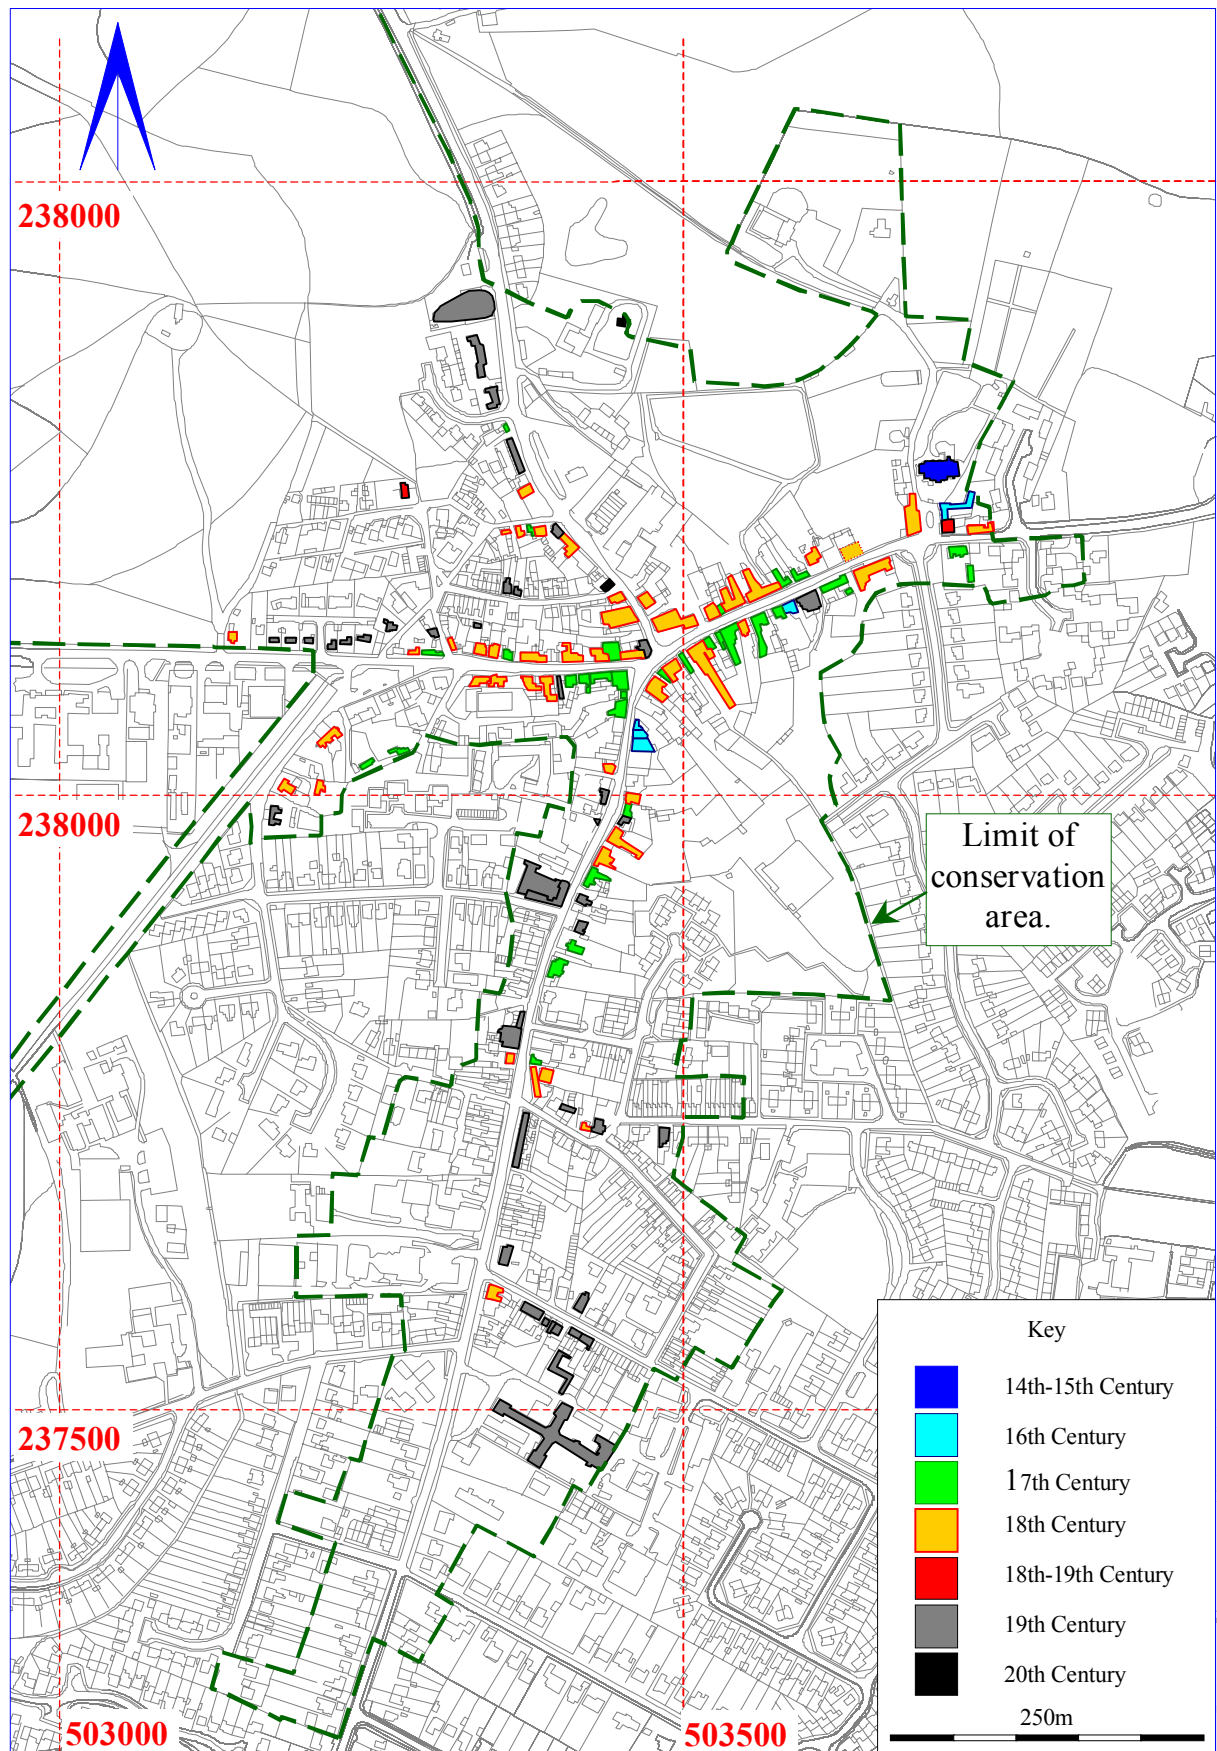 238000
238000
Limit of
conservation
area.
Key
14th-15th Century
16th Century
17th Century
237500
18th Century
18th-19th Century
19th Century
20th Century
250m
503000
503500